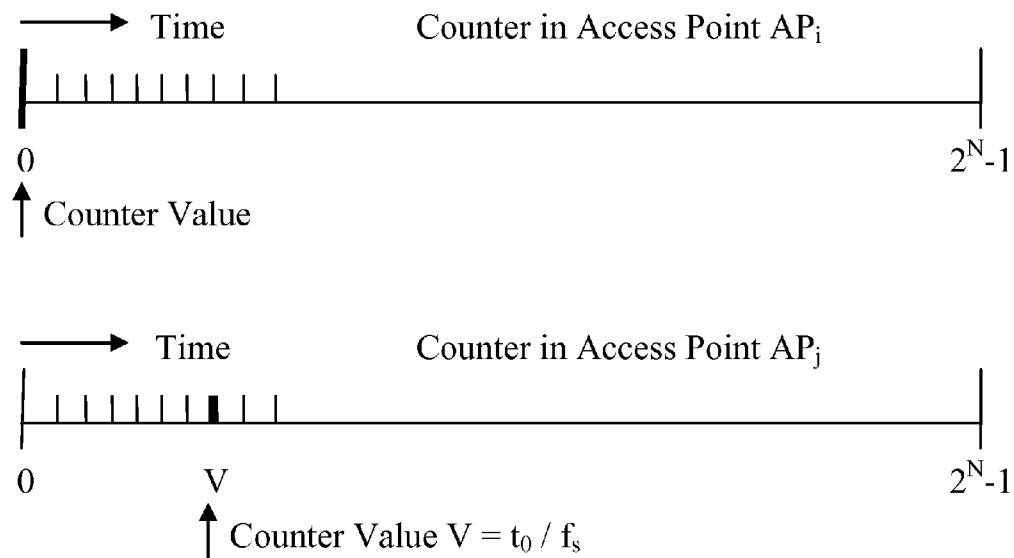 Time Counter in Access Point APᵢ
0 2ᴺ-1
Counter Value
Time Counter in Access Point APⱼ
0 V 2ᴺ-1
Counter Value V = t₀ / fₛ